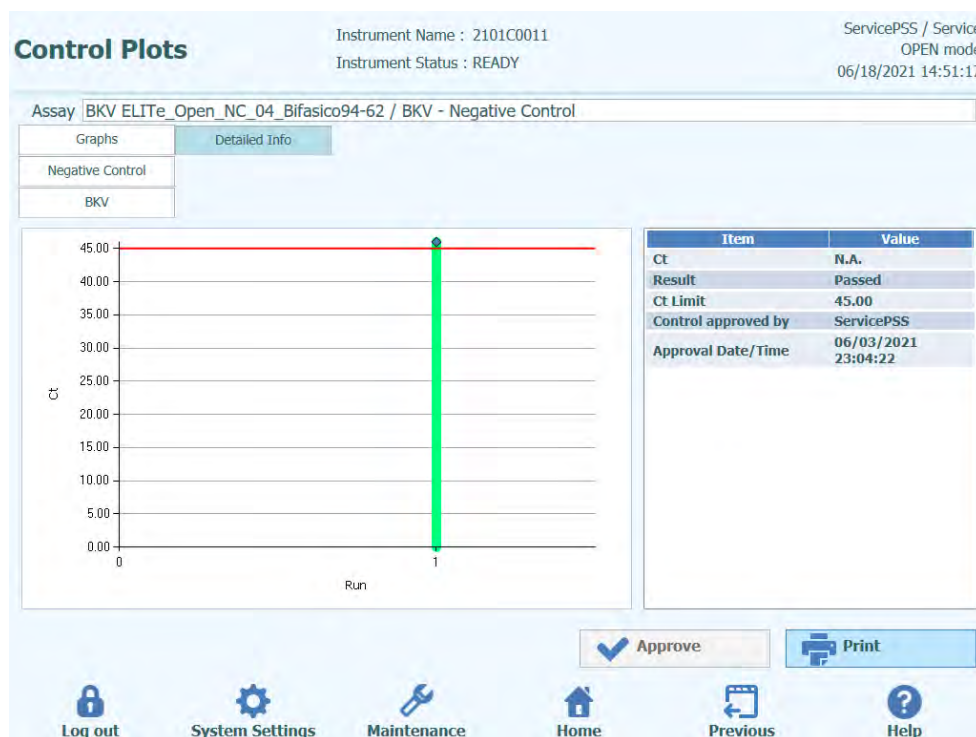 Control Plots
Instrument Name : 2101C0011
Instrument Status : READY
ServicePSS / Service
OPEN mode
06/18/2021 14:51:17
Assay BKV ELITe_Open_NC_04_Bifasico94-62 / BKV - Negative Control
Graphs
Detailed Info
Negative Control
BKV
45.00
40.00
35.00
30.00
25.00
20.00
15.00
10.00
5.00
0.00
Ct
0
1
Run
Item Value
Ct N.A.
Result Passed
Ct Limit 45.00
Control approved by ServicePSS
Approval Date/Time 06/03/2021 23:04:22
Approve
Print
Log out
System Settings
Maintenance
Home
Previous
Help